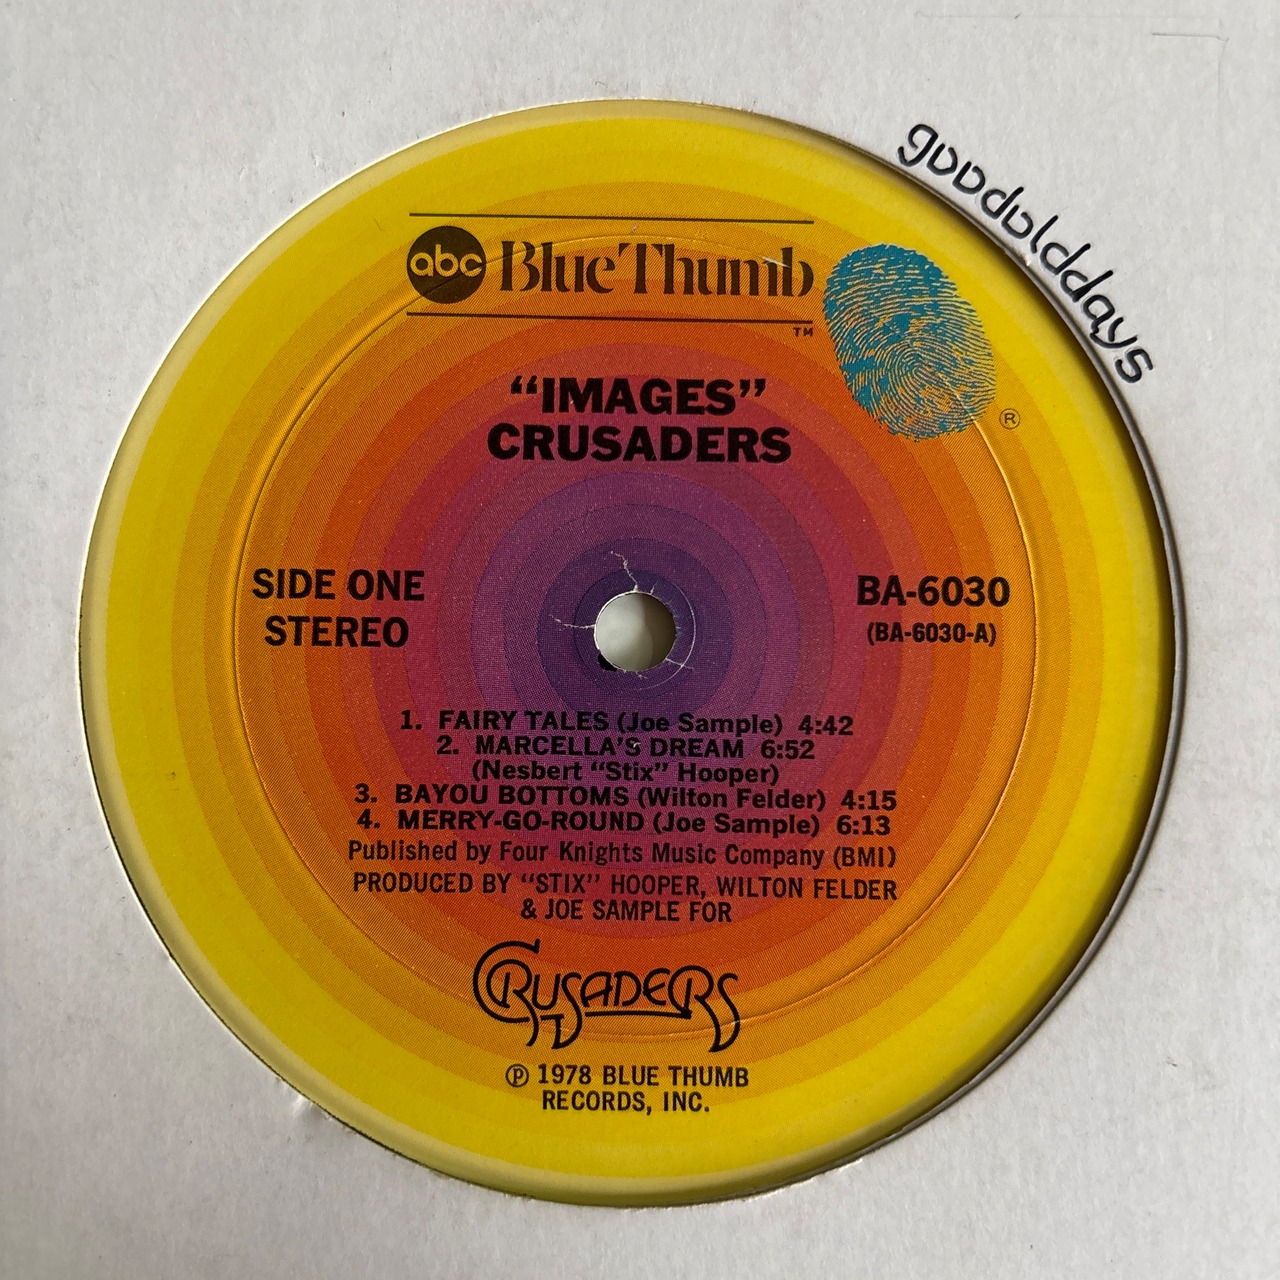 gooddolddays
abc Blue Thumb
TM
®
“IMAGES”
CRUSADERS
SIDE ONE
STEREO
BA-6030
(BA-6030-A)
1. FAIRY TALES (Joe Sample) 4:42
2. MARCELLA'S DREAM 6:52
(Nesbert “Stix” Hooper)
3. BAYOU BOTTOMS (Wilton Felder) 4:15
4. MERRY-GO-ROUND (Joe Sample) 6:13
Published by Four Knights Music Company (BMI)
PRODUCED BY “STIX” HOOPER, WILTON FELDER
& JOE SAMPLE FOR
CRUSADERS
℗ 1978 BLUE THUMB
RECORDS, INC.